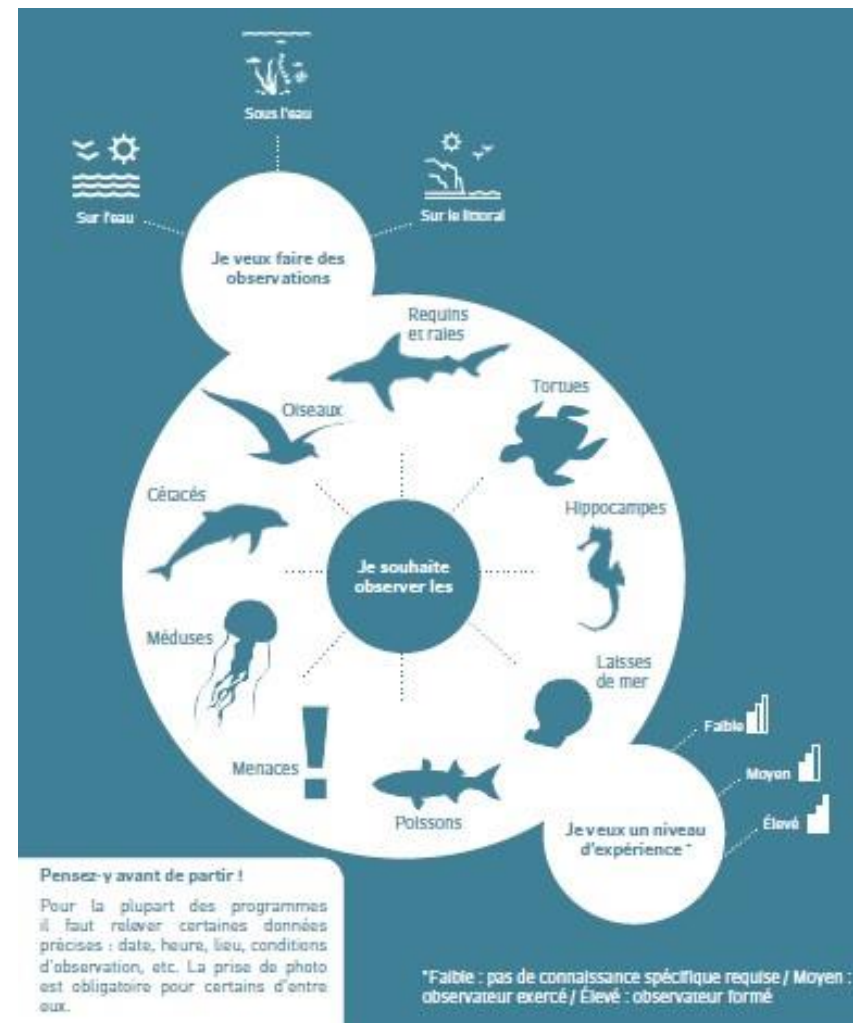 Sous l'eau
Sur l'eau
Sur le littoral
Je veux faire des
observations
Requins
et raies
Oiseaux
Tortues
Cétacés
Hippocampes
Je souhaite
observer les
Méduses
Laisses
de mer
Menaces
Poissons
Faible
Moyen
Élevé
Je veux un niveau
d'expérience*
Pensez-y avant de partir !
Pour la plupart des programmes
il faut relever certaines données
précises : date, heure, lieu, conditions
d'observation, etc. La prise de photo
est obligatoire pour certains d'entre
eux.
*Faible : pas de connaissance spécifique requise / Moyen :
observateur exercé / Élevé : observateur formé